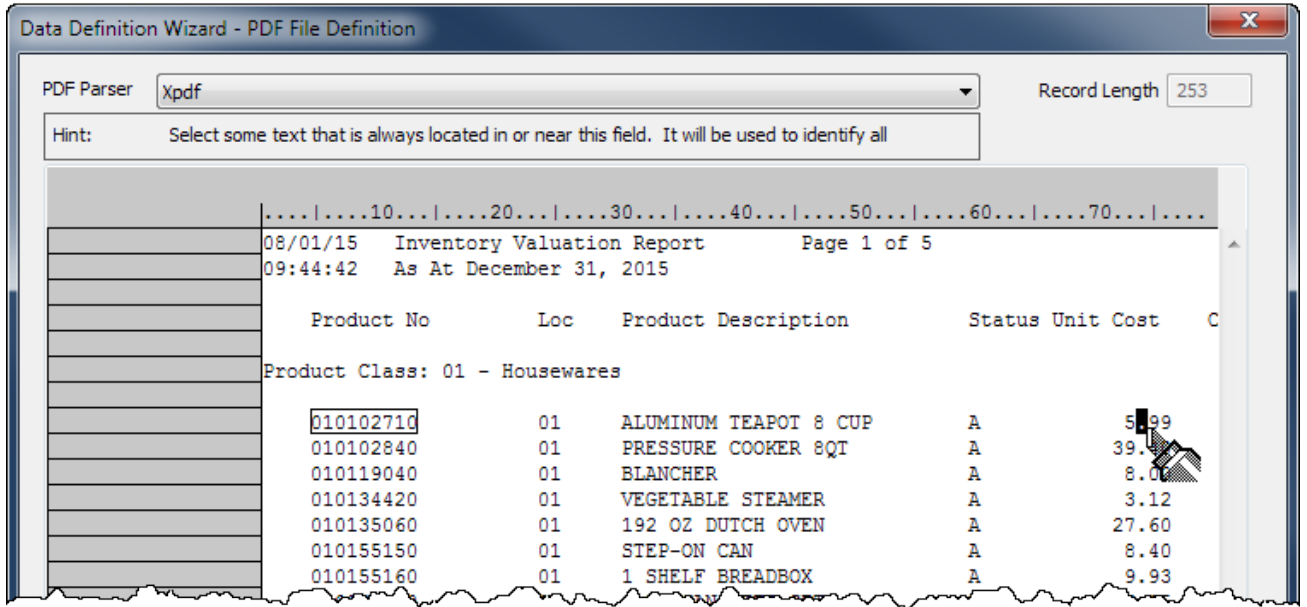 Data Definition Wizard - PDF File Definition
PDF Parser Xpdf Record Length 253
Hint: Select some text that is always located in or near this field. It will be used to identify all
....|....10...|....20...|....30...|....40...|....50...|....60...|....70...|....
08/01/15 Inventory Valuation Report Page 1 of 5
09:44:42 As At December 31, 2015
Product No Loc Product Description Status Unit Cost C
Product Class: 01 - Housewares
010102710 01 ALUMINUM TEAPOT 8 CUP A 5.99
010102840 01 PRESSURE COOKER 8QT A
010119040 01 BLANCHER A
010134420 01 VEGETABLE STEAMER A 3.12
010135060 01 192 OZ DUTCH OVEN A 27.60
010155150 01 STEP-ON CAN A 8.40
010155160 01 1 SHELF BREADBOX A 9.93